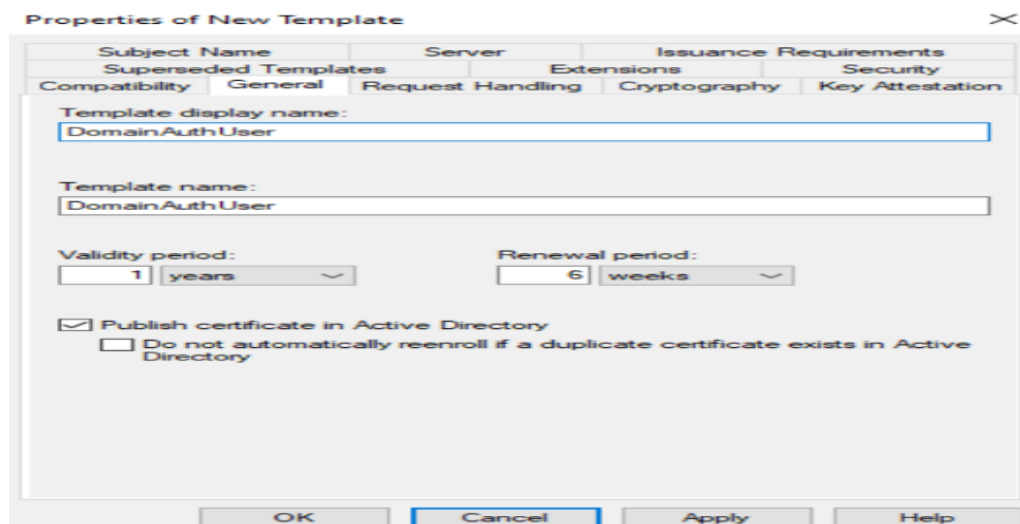 Properties of New Template
Subject Name Server Issuance Requirements
Superseded Templates Extensions Security
Compatibility General Request Handling Cryptography Key Attestation
Template display name:
DomainAuthUser
Template name:
DomainAuthUser
Validity period: Renewal period:
1 years 6 weeks
Publish certificate in Active Directory
Do not automatically reenroll if a duplicate certificate exists in Active
Directory
OK Cancel Apply Help